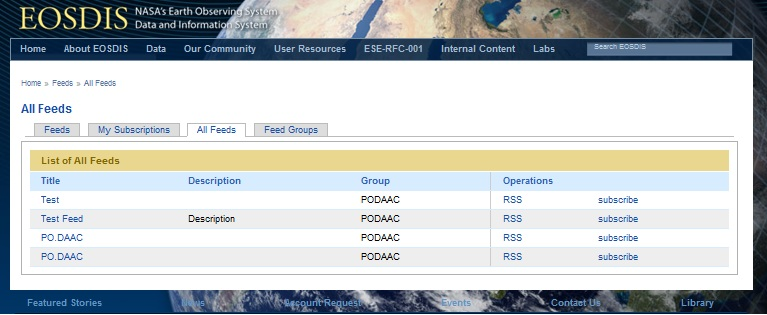 EOSDIS NASA's Earth Observing System
Data and Information System
Home About EOSDIS Data Our Community User Resources ESE-RFC-001 Internal Content Labs Search EOSDIS
Home » Feeds » All Feeds
All Feeds
Feeds My Subscriptions All Feeds Feed Groups
List of All Feeds
Title Description Group Operations
Test PODAAC RSS subscribe
Test Feed Description PODAAC RSS subscribe
PO.DAAC PODAAC RSS subscribe
PO.DAAC PODAAC RSS subscribe
Featured Stories News Account Request Events Contact Us Library